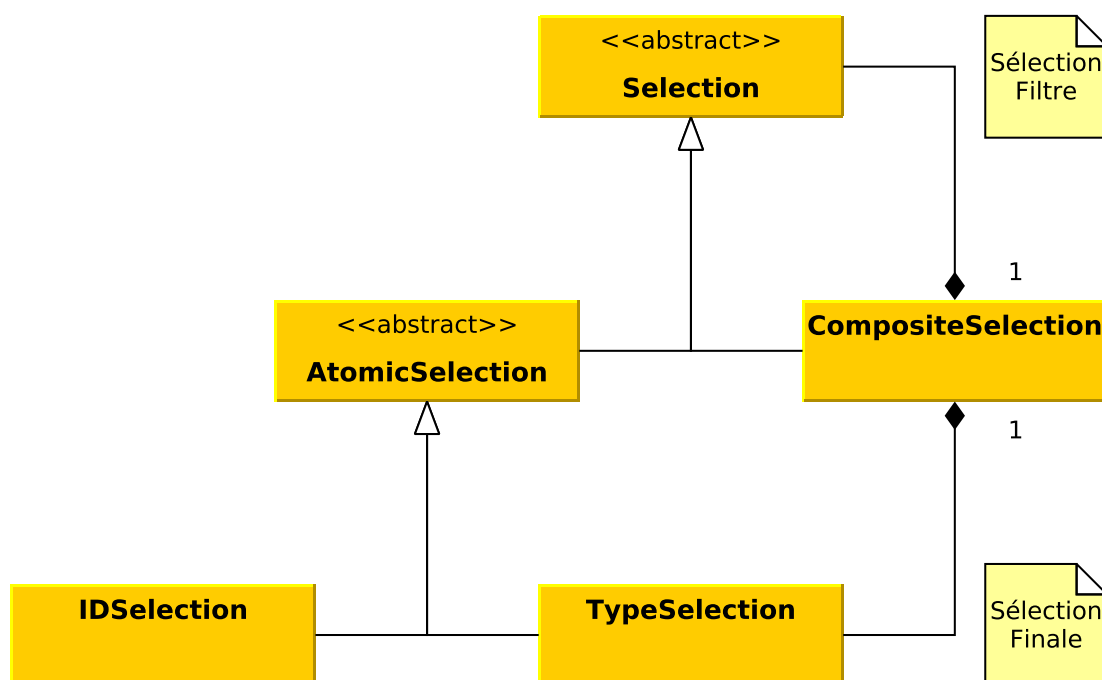 <<abstract>>
Selection
Sélection
Filtre
1
<<abstract>>
AtomicSelection
CompositeSelection
1
IDSelection
TypeSelection
Sélection
Finale